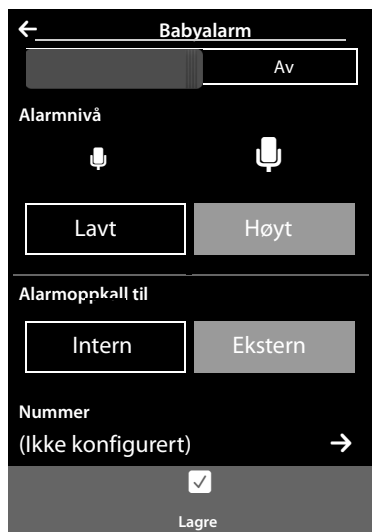 Babyalarm
Av
Alarmnivå
Lavt Høyt
Alarmoppkall til
Intern Ekstern
Nummer
(Ikke konfigurert)
Lagre